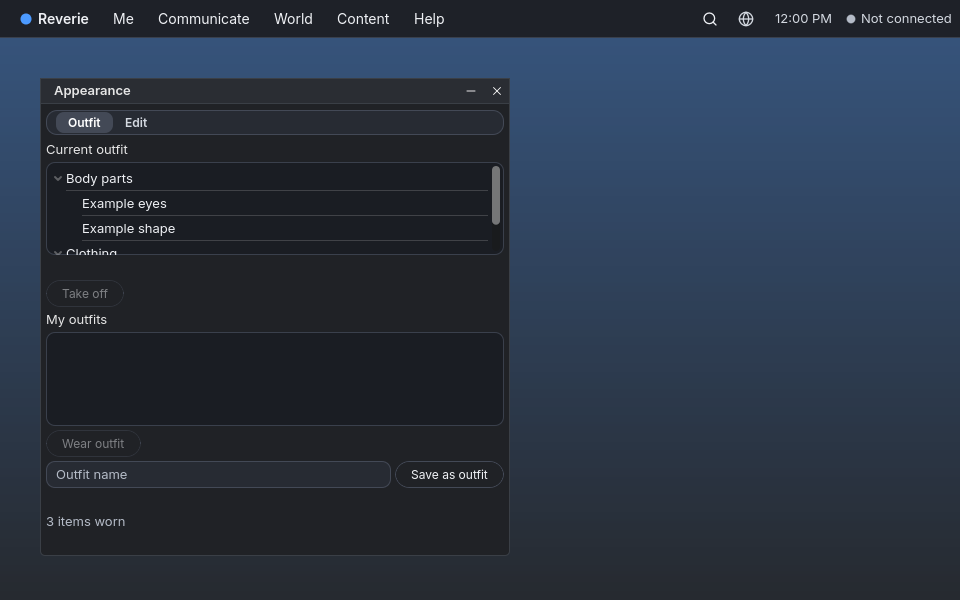 Reverie Me Communicate World Content Help 12:00 PM Not connected
Appearance
Outfit Edit
Current outfit
Body parts
Example eyes
Example shape
Clothing
Take off
My outfits
Wear outfit
Outfit name Save as outfit
3 items worn